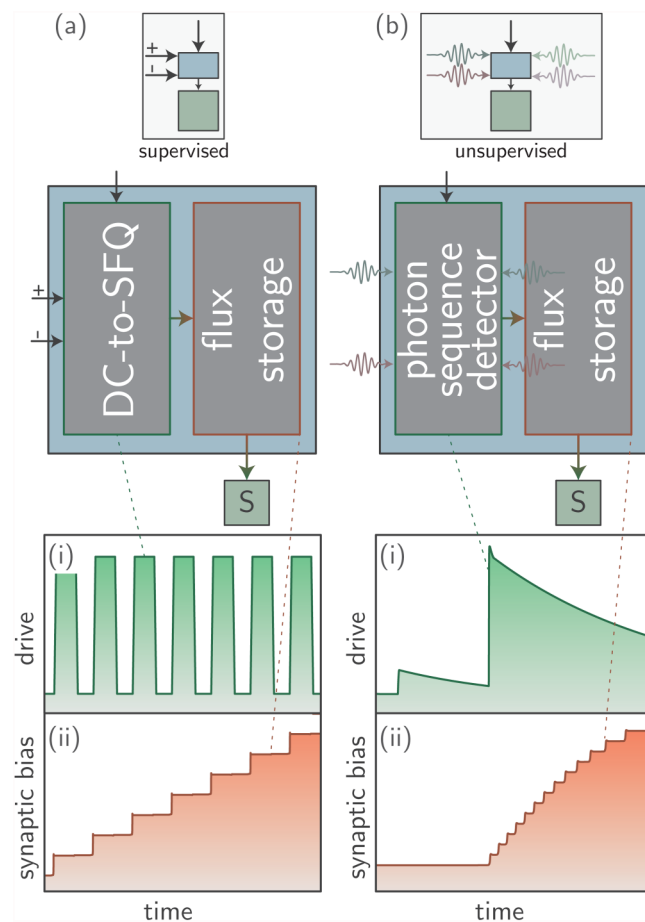 (a)
+
-
supervised
(b)
unsupervised
+
-
DC-to-SFQ
flux
storage
S
photon
sequence
detector
flux
storage
S
(i)
drive
(ii)
synaptic bias
time
(i)
drive
(ii)
synaptic bias
time